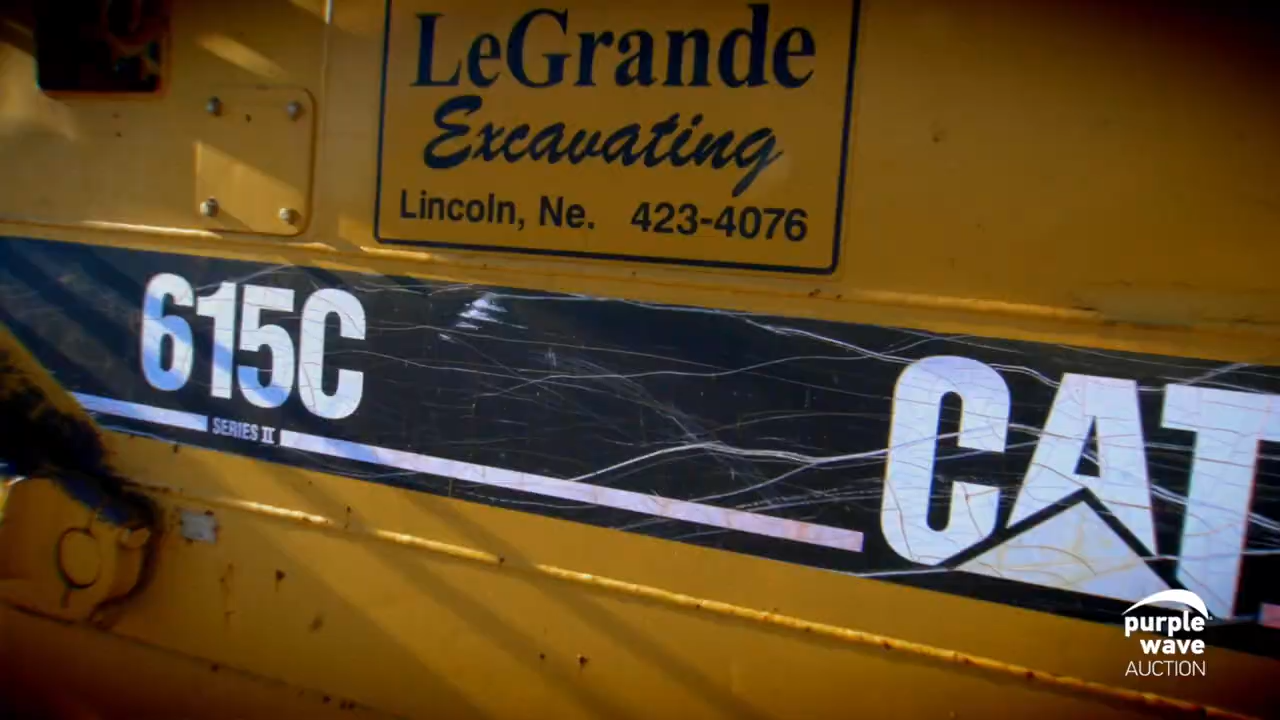 LeGrande
Excavating
Lincoln, Ne. 423-4076
615C
SERIES II
CAT
purple
wave
AUCTION